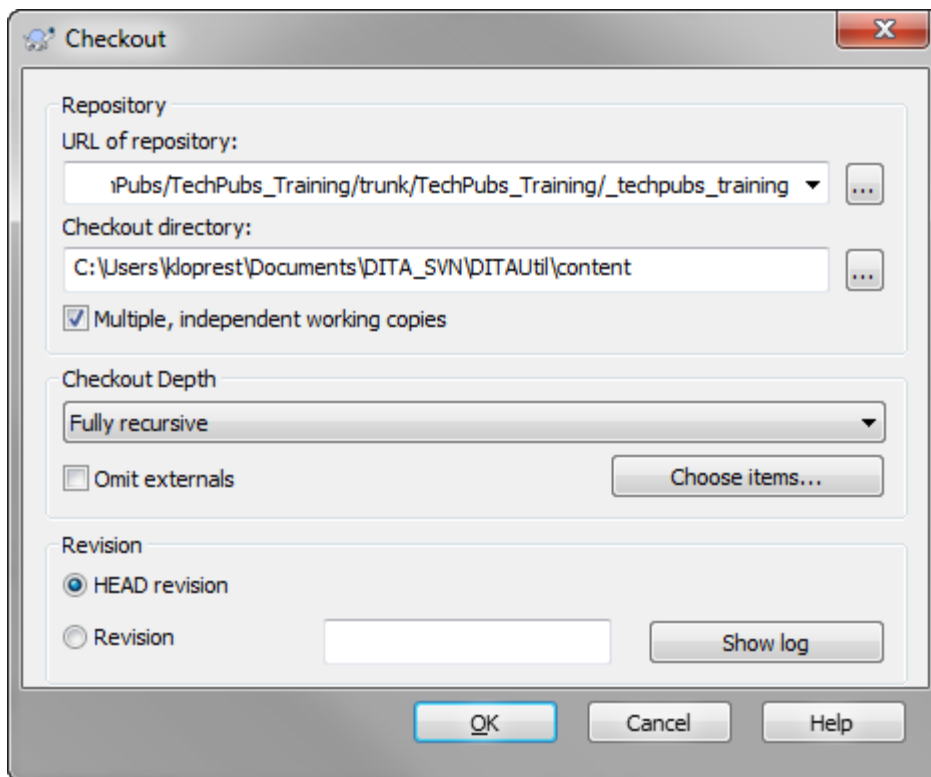 Checkout
Repository
URL of repository:
Pubs/TechPubs_Training/trunk/TechPubs_Training/_techpubs_training
...
Checkout directory:
C:\Users\kloprest\Documents\DITA_SVN\DITAUtil\content
...
Multiple, independent working copies
Checkout Depth
Fully recursive
Omit externals
Choose items...
Revision
HEAD revision
Revision
Show log
OK
Cancel
Help